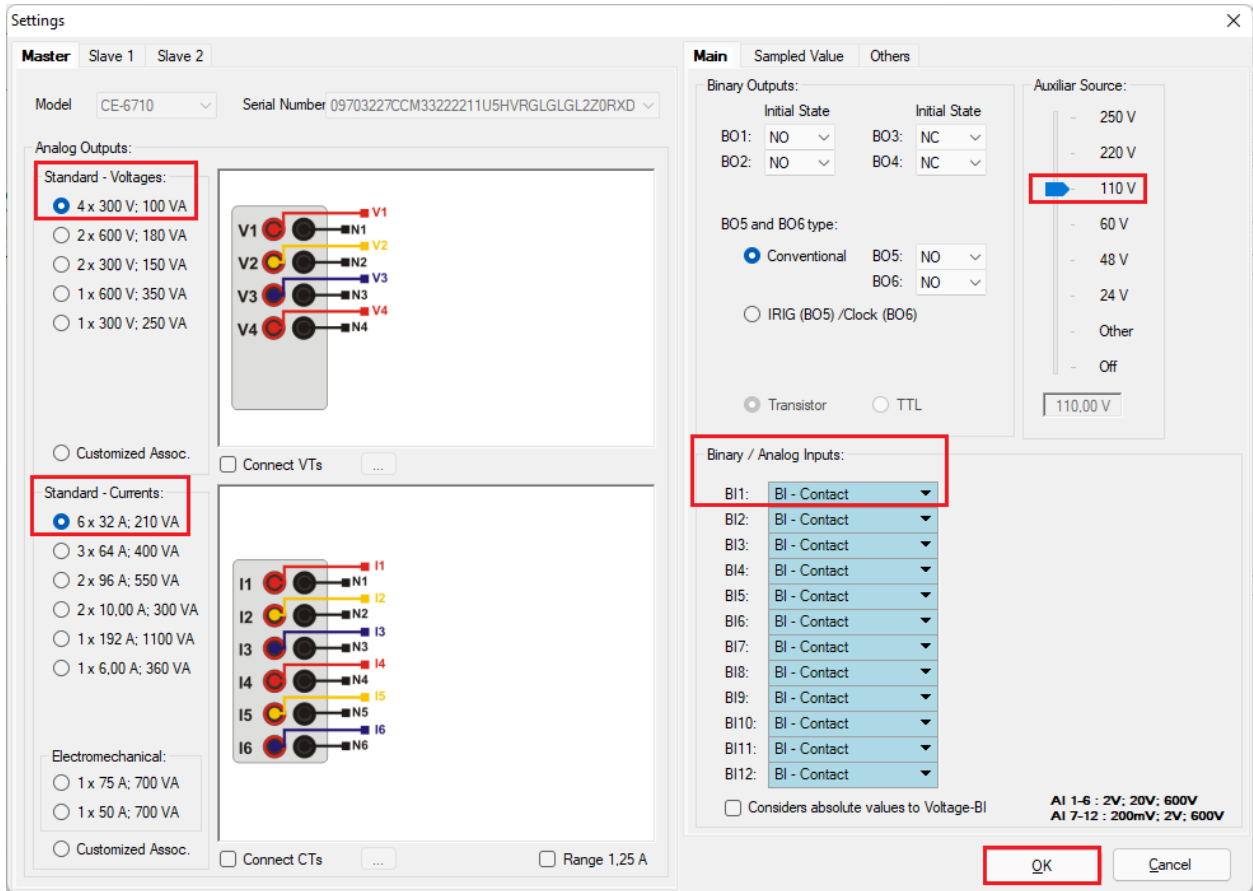 Settings
Master Slave 1 Slave 2
Model CE-6710 Serial Number 09703227CCM33222211U5HVRGLGLGL2Z0RXD
Analog Outputs:
Standard - Voltages:
4 x 300 V; 100 VA
2 x 600 V; 180 VA
2 x 300 V; 150 VA
1 x 600 V; 350 VA
1 x 300 V; 250 VA
Customized Assoc.
V1 V1 N1
V2 V2 N2
V3 V3 N3
V4 V4 N4
Connect VTs ...
Standard - Currents:
6 x 32 A; 210 VA
3 x 64 A; 400 VA
2 x 96 A; 550 VA
2 x 10,00 A; 300 VA
1 x 192 A; 1100 VA
1 x 6,00 A; 360 VA
Electromechanical:
1 x 75 A; 700 VA
1 x 50 A; 700 VA
Customized Assoc.
I1 I1 N1
I2 I2 N2
I3 I3 N3
I4 I4 N4
I5 I5 N5
I6 I6 N6
Connect CTs ... Range 1,25 A
Main Sampled Value Others
Binary Outputs:
Initial State Initial State
BO1: NO BO3: NC
BO2: NO BO4: NC
BO5 and BO6 type:
Conventional BO5: NO
BO6: NO
IRIG (BO5) /Clock (BO6)
Transistor TTL
Auxiliar Source:
250 V
220 V
110 V
60 V
48 V
24 V
Other
Off
110,00 V
Binary / Analog Inputs:
BI1: BI - Contact
BI2: BI - Contact
BI3: BI - Contact
BI4: BI - Contact
BI5: BI - Contact
BI6: BI - Contact
BI7: BI - Contact
BI8: BI - Contact
BI9: BI - Contact
BI10: BI - Contact
BI11: BI - Contact
BI12: BI - Contact
Considers absolute values to Voltage-BI
AI 1-6 : 2V; 20V; 600V
AI 7-12 : 200mV; 2V; 600V
OK Cancel